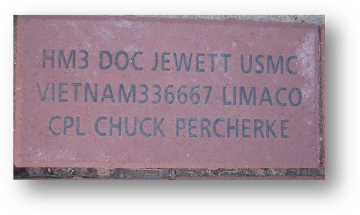 HM3 DOC JEWETT USMC
VIETNAM336667 LIMACO
CPL CHUCK PERCHERKE